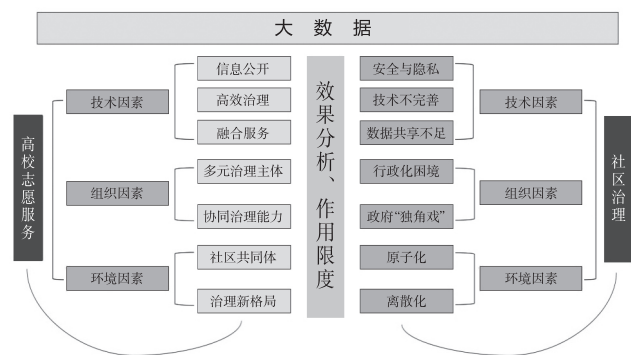 大 数 据
高校志愿服务
技术因素
信息公开
高效治理
融合服务
组织因素
多元治理主体
协同治理能力
环境因素
社区共同体
治理新格局
效果分析、作用限度
安全与隐私
技术不完善
数据共享不足
技术因素
行政化困境
政府“独角戏”
组织因素
原子化
离散化
环境因素
社区治理